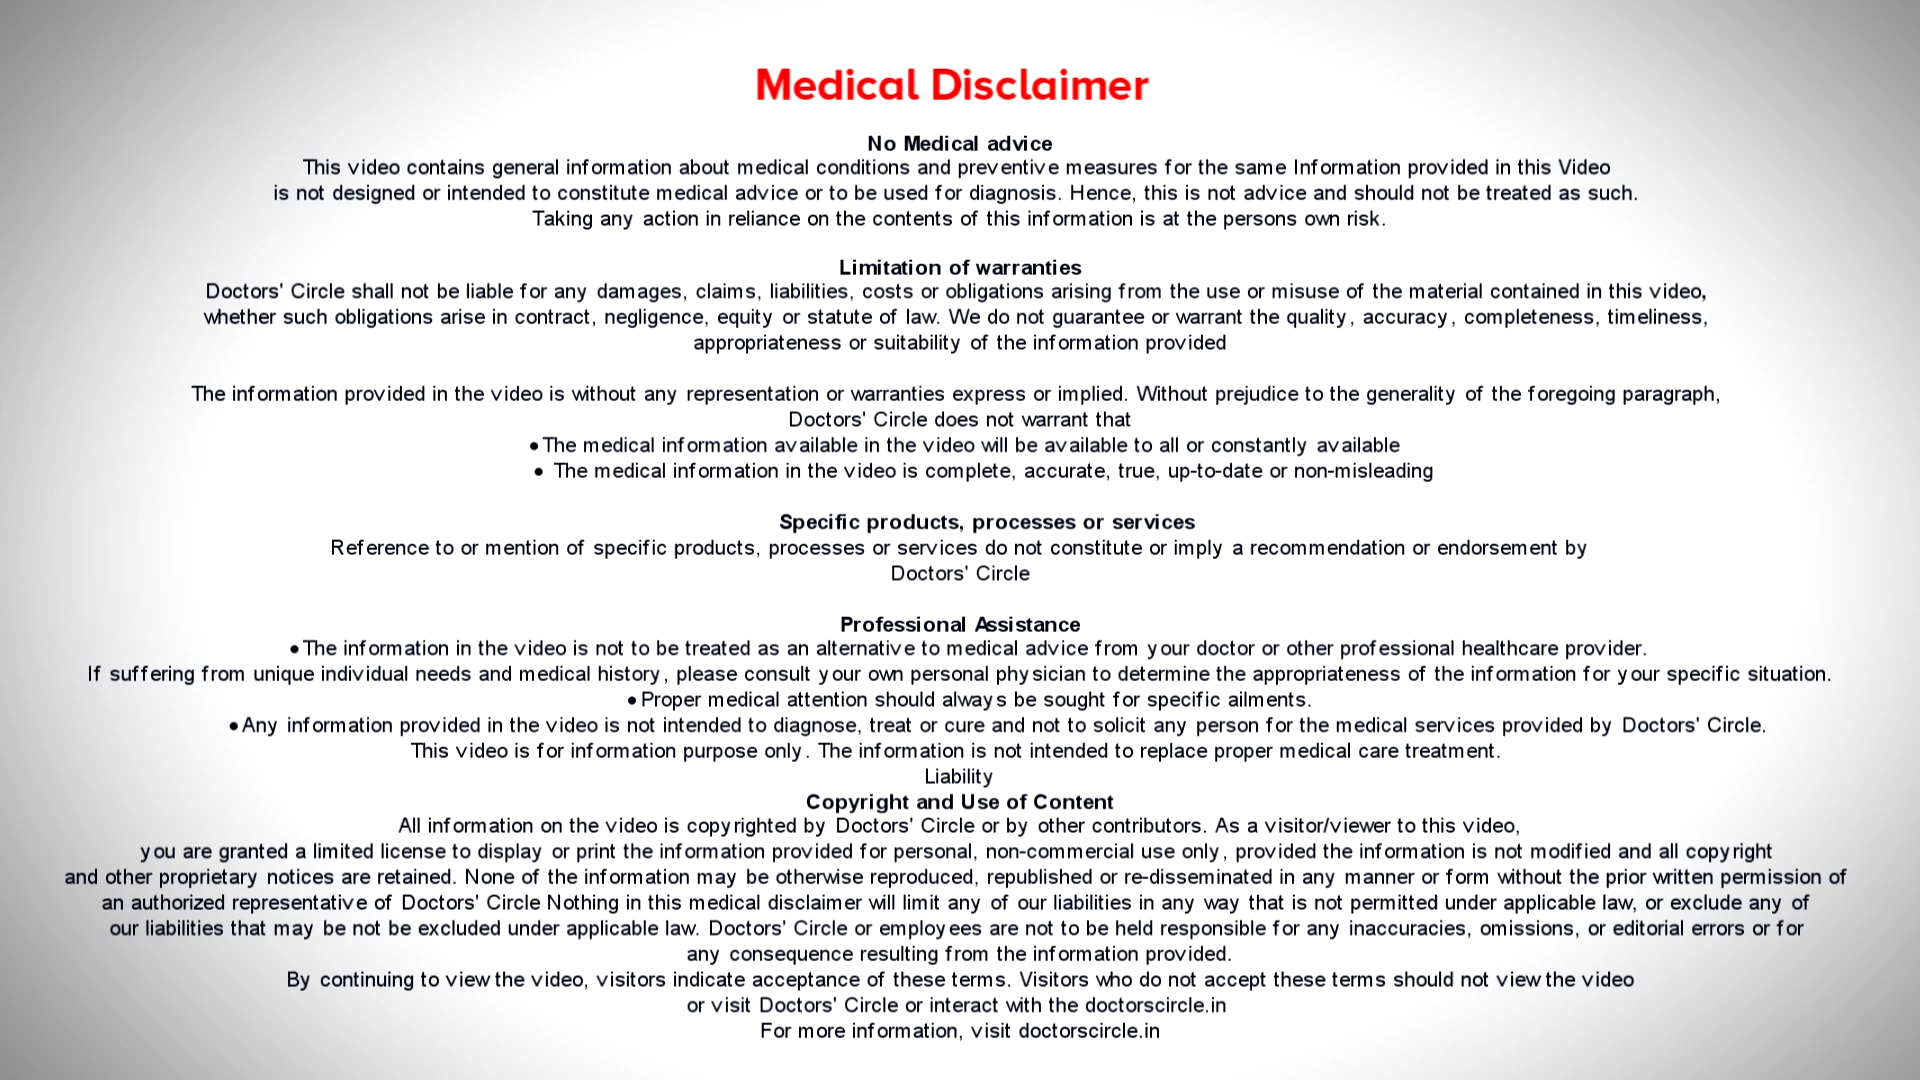 Medical Disclaimer
No Medical advice
This video contains general information about medical conditions and preventive measures for the same Information provided in this Video
is not designed or intended to constitute medical advice or to be used for diagnosis. Hence, this is not advice and should not be treated as such.
Taking any action in reliance on the contents of this information is at the persons own risk.
Limitation of warranties
Doctors' Circle shall not be liable for any damages, claims, liabilities, costs or obligations arising from the use or misuse of the material contained in this video,
whether such obligations arise in contract, negligence, equity or statute of law. We do not guarantee or warrant the quality, accuracy, completeness, timeliness,
appropriateness or suitability of the information provided
The information provided in the video is without any representation or warranties express or implied. Without prejudice to the generality of the foregoing paragraph,
Doctors' Circle does not warrant that
• The medical information available in the video will be available to all or constantly available
• The medical information in the video is complete, accurate, true, up-to-date or non-misleading
Specific products, processes or services
Reference to or mention of specific products, processes or services do not constitute or imply a recommendation or endorsement by
Doctors' Circle
Professional Assistance
• The information in the video is not to be treated as an alternative to medical advice from your doctor or other professional healthcare provider.
If suffering from unique individual needs and medical history, please consult your own personal physician to determine the appropriateness of the information for your specific situation.
• Proper medical attention should always be sought for specific ailments.
• Any information provided in the video is not intended to diagnose, treat or cure and not to solicit any person for the medical services provided by Doctors' Circle.
This video is for information purpose only. The information is not intended to replace proper medical care treatment.
Liability
Copyright and Use of Content
All information on the video is copyrighted by Doctors' Circle or by other contributors. As a visitor/viewer to this video,
you are granted a limited license to display or print the information provided for personal, non-commercial use only, provided the information is not modified and all copyright
and other proprietary notices are retained. None of the information may be otherwise reproduced, republished or re-disseminated in any manner or form without the prior written permission of
an authorized representative of Doctors' Circle Nothing in this medical disclaimer will limit any of our liabilities in any way that is not permitted under applicable law, or exclude any of
our liabilities that may be not be excluded under applicable law. Doctors' Circle or employees are not to be held responsible for any inaccuracies, omissions, or editorial errors or for
any consequence resulting from the information provided.
By continuing to view the video, visitors indicate acceptance of these terms. Visitors who do not accept these terms should not view the video
or visit Doctors' Circle or interact with the doctorscircle.in
For more information, visit doctorscircle.in